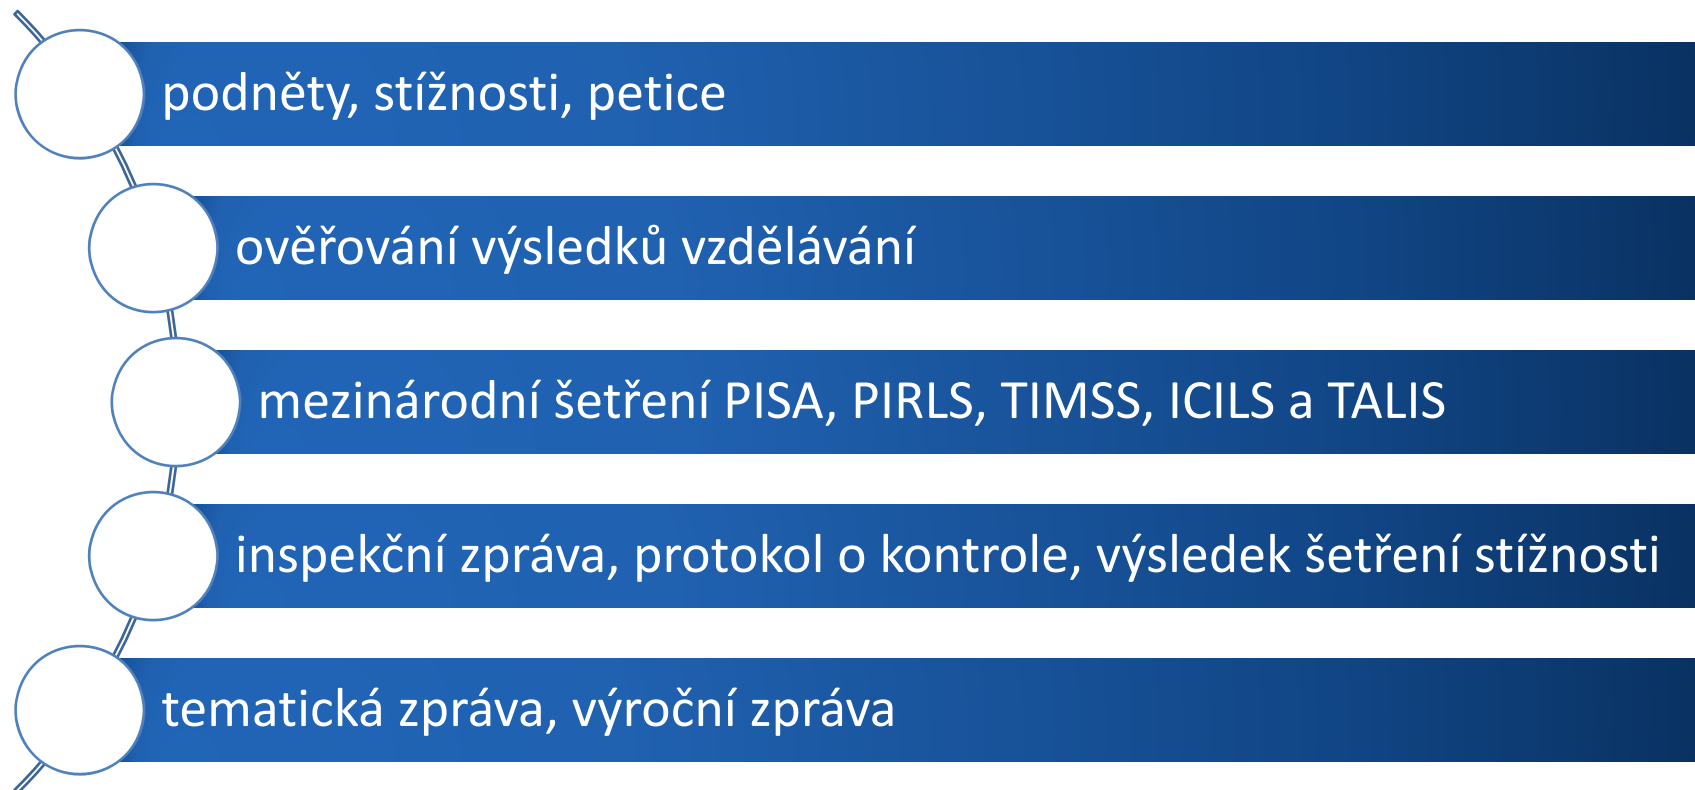 podněty, stížnosti, petice
ověřování výsledků vzdělávání
mezinárodní šetření PISA, PIRLS, TIMSS, ICILS a TALIS
inspekční zpráva, protokol o kontrole, výsledek šetření stížnosti
tematická zpráva, výroční zpráva